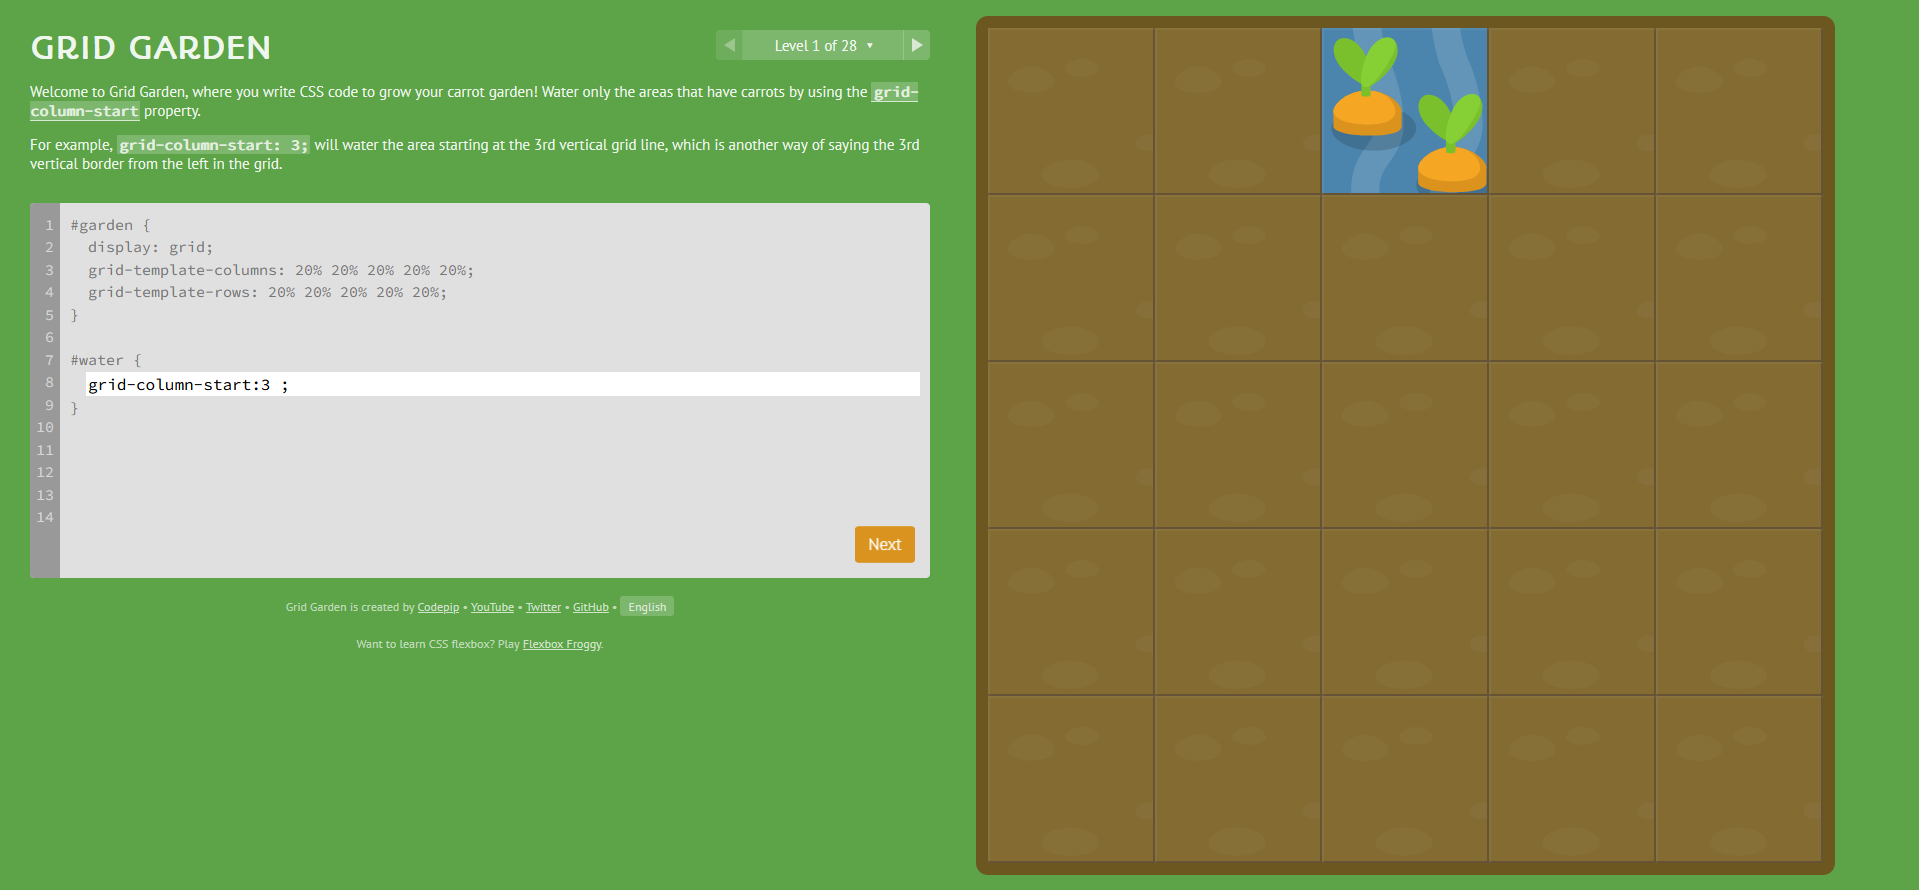 GRID GARDEN
Level 1 of 28 ▾
Welcome to Grid Garden, where you write CSS code to grow your carrot garden! Water only the areas that have carrots by using the grid-
column-start property.
For example, grid-column-start: 3; will water the area starting at the 3rd vertical grid line, which is another way of saying the 3rd
vertical border from the left in the grid.
1 #garden {
2 display: grid;
3 grid-template-columns: 20% 20% 20% 20% 20%;
4 grid-template-rows: 20% 20% 20% 20% 20%;
5 }
6
7 #water {
8 grid-column-start:3 ;
9 }
10
11
12
13
14
Next
Grid Garden is created by Codepip • YouTube • Twitter • GitHub • English
Want to learn CSS flexbox? Play Flexbox Froggy.